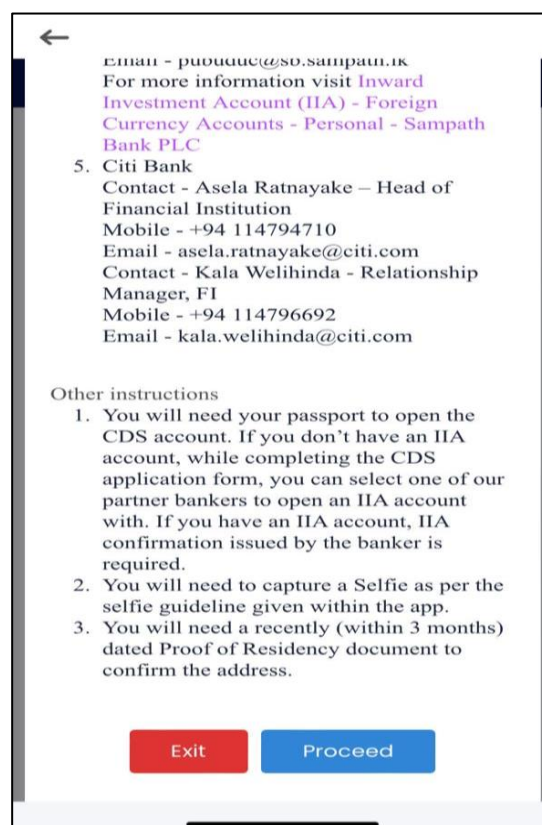 For more information visit Inward
Investment Account (IIA) - Foreign
Currency Accounts - Personal - Sampath
Bank PLC
5. Citi Bank
Contact - Asela Ratnayake – Head of
Financial Institution
Mobile - +94 114794710
Email - asela.ratnayake@citi.com
Contact - Kala Welihinda - Relationship
Manager, FI
Mobile - +94 114796692
Email - kala.welihinda@citi.com
Other instructions
1. You will need your passport to open the
CDS account. If you don’t have an IIA
account, while completing the CDS
application form, you can select one of our
partner bankers to open an IIA account
with. If you have an IIA account, IIA
confirmation issued by the banker is
required.
2. You will need to capture a Selfie as per the
selfie guideline given within the app.
3. You will need a recently (within 3 months)
dated Proof of Residency document to
confirm the address.
Exit
Proceed